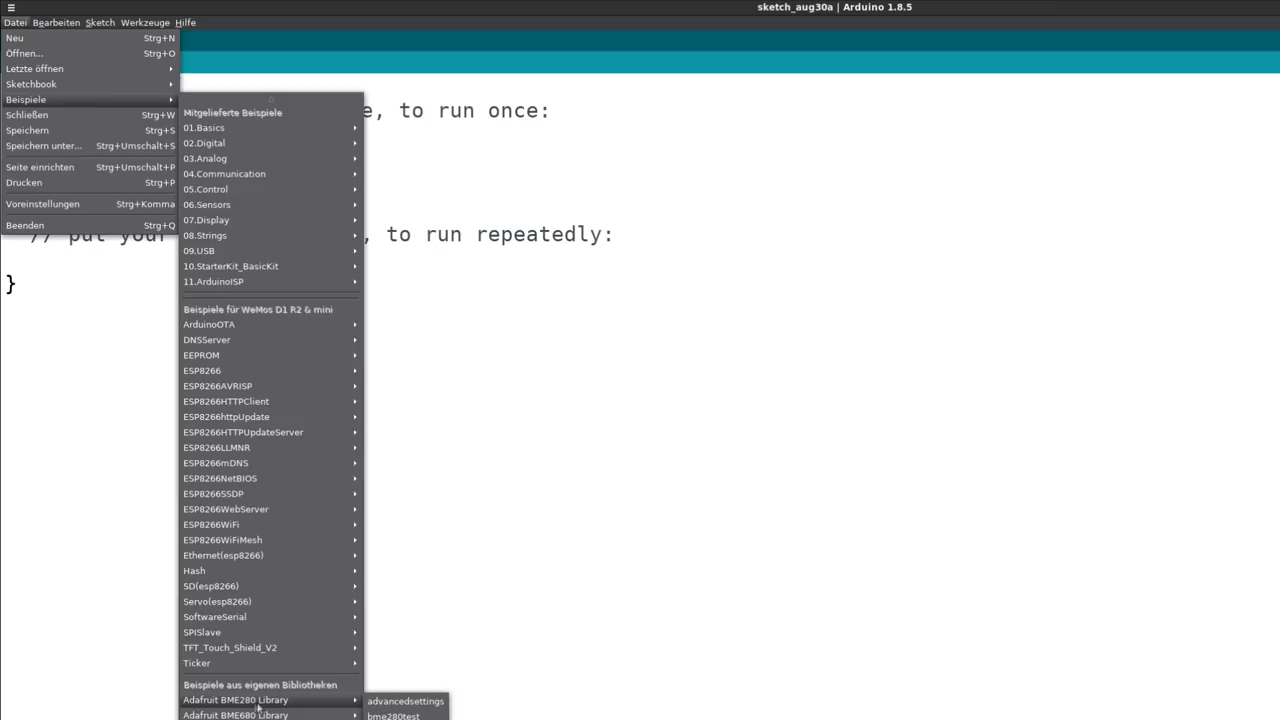 sketch_aug30a | Arduino 1.8.5
Datei Bearbeiten Sketch Werkzeuge Hilfe
Neu Strg+N
Öffnen... Strg+O
Letzte öffnen
Sketchbook
Beispiele
Schließen Strg+W
Speichern Strg+S
Speichern unter... Strg+Umschalt+S
Seite einrichten Strg+Umschalt+P
Drucken Strg+P
Voreinstellungen Strg+Komma
Beenden Strg+Q
Mitgelieferte Beispiele
01.Basics
02.Digital
03.Analog
04.Communication
05.Control
06.Sensors
07.Display
08.Strings
09.USB
10.StarterKit_BasicKit
11.ArduinoISP
Beispiele für WeMos D1 R2 & mini
ArduinoOTA
DNSServer
EEPROM
ESP8266
ESP8266AVRISP
ESP8266HTTPClient
ESP8266httpUpdate
ESP8266HTTPUpdateServer
ESP8266LLMNR
ESP8266mDNS
ESP8266NetBIOS
ESP8266SSDP
ESP8266WebServer
ESP8266WiFi
ESP8266WiFiMesh
Ethernet(esp8266)
Hash
SD(esp8266)
Servo(esp8266)
SoftwareSerial
SPISlave
TFT_Touch_Shield_V2
Ticker
Beispiele aus eigenen Bibliotheken
Adafruit BME280 Library
Adafruit BME680 Library
advancedsettings
bme280test
e, to run once:
// put your , to run repeatedly:
}